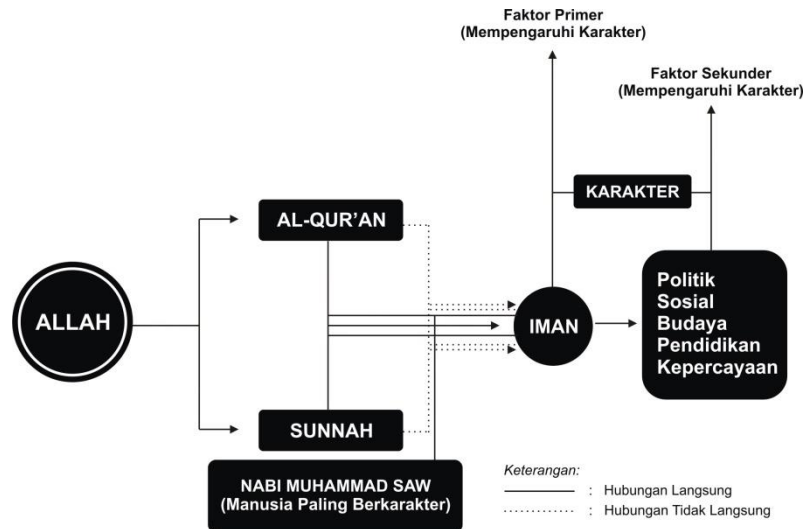 Faktor Primer
(Mempengaruhi Karakter)
Faktor Sekunder
(Mempengaruhi Karakter)
KARAKTER
AL-QUR’AN
ALLAH
IMAN
Politik
Sosial
Budaya
Pendidikan
Kepercayaan
SUNNAH
NABI MUHAMMAD SAW
(Manusia Paling Berkarakter)
Keterangan:
: Hubungan Langsung
: Hubungan Tidak Langsung